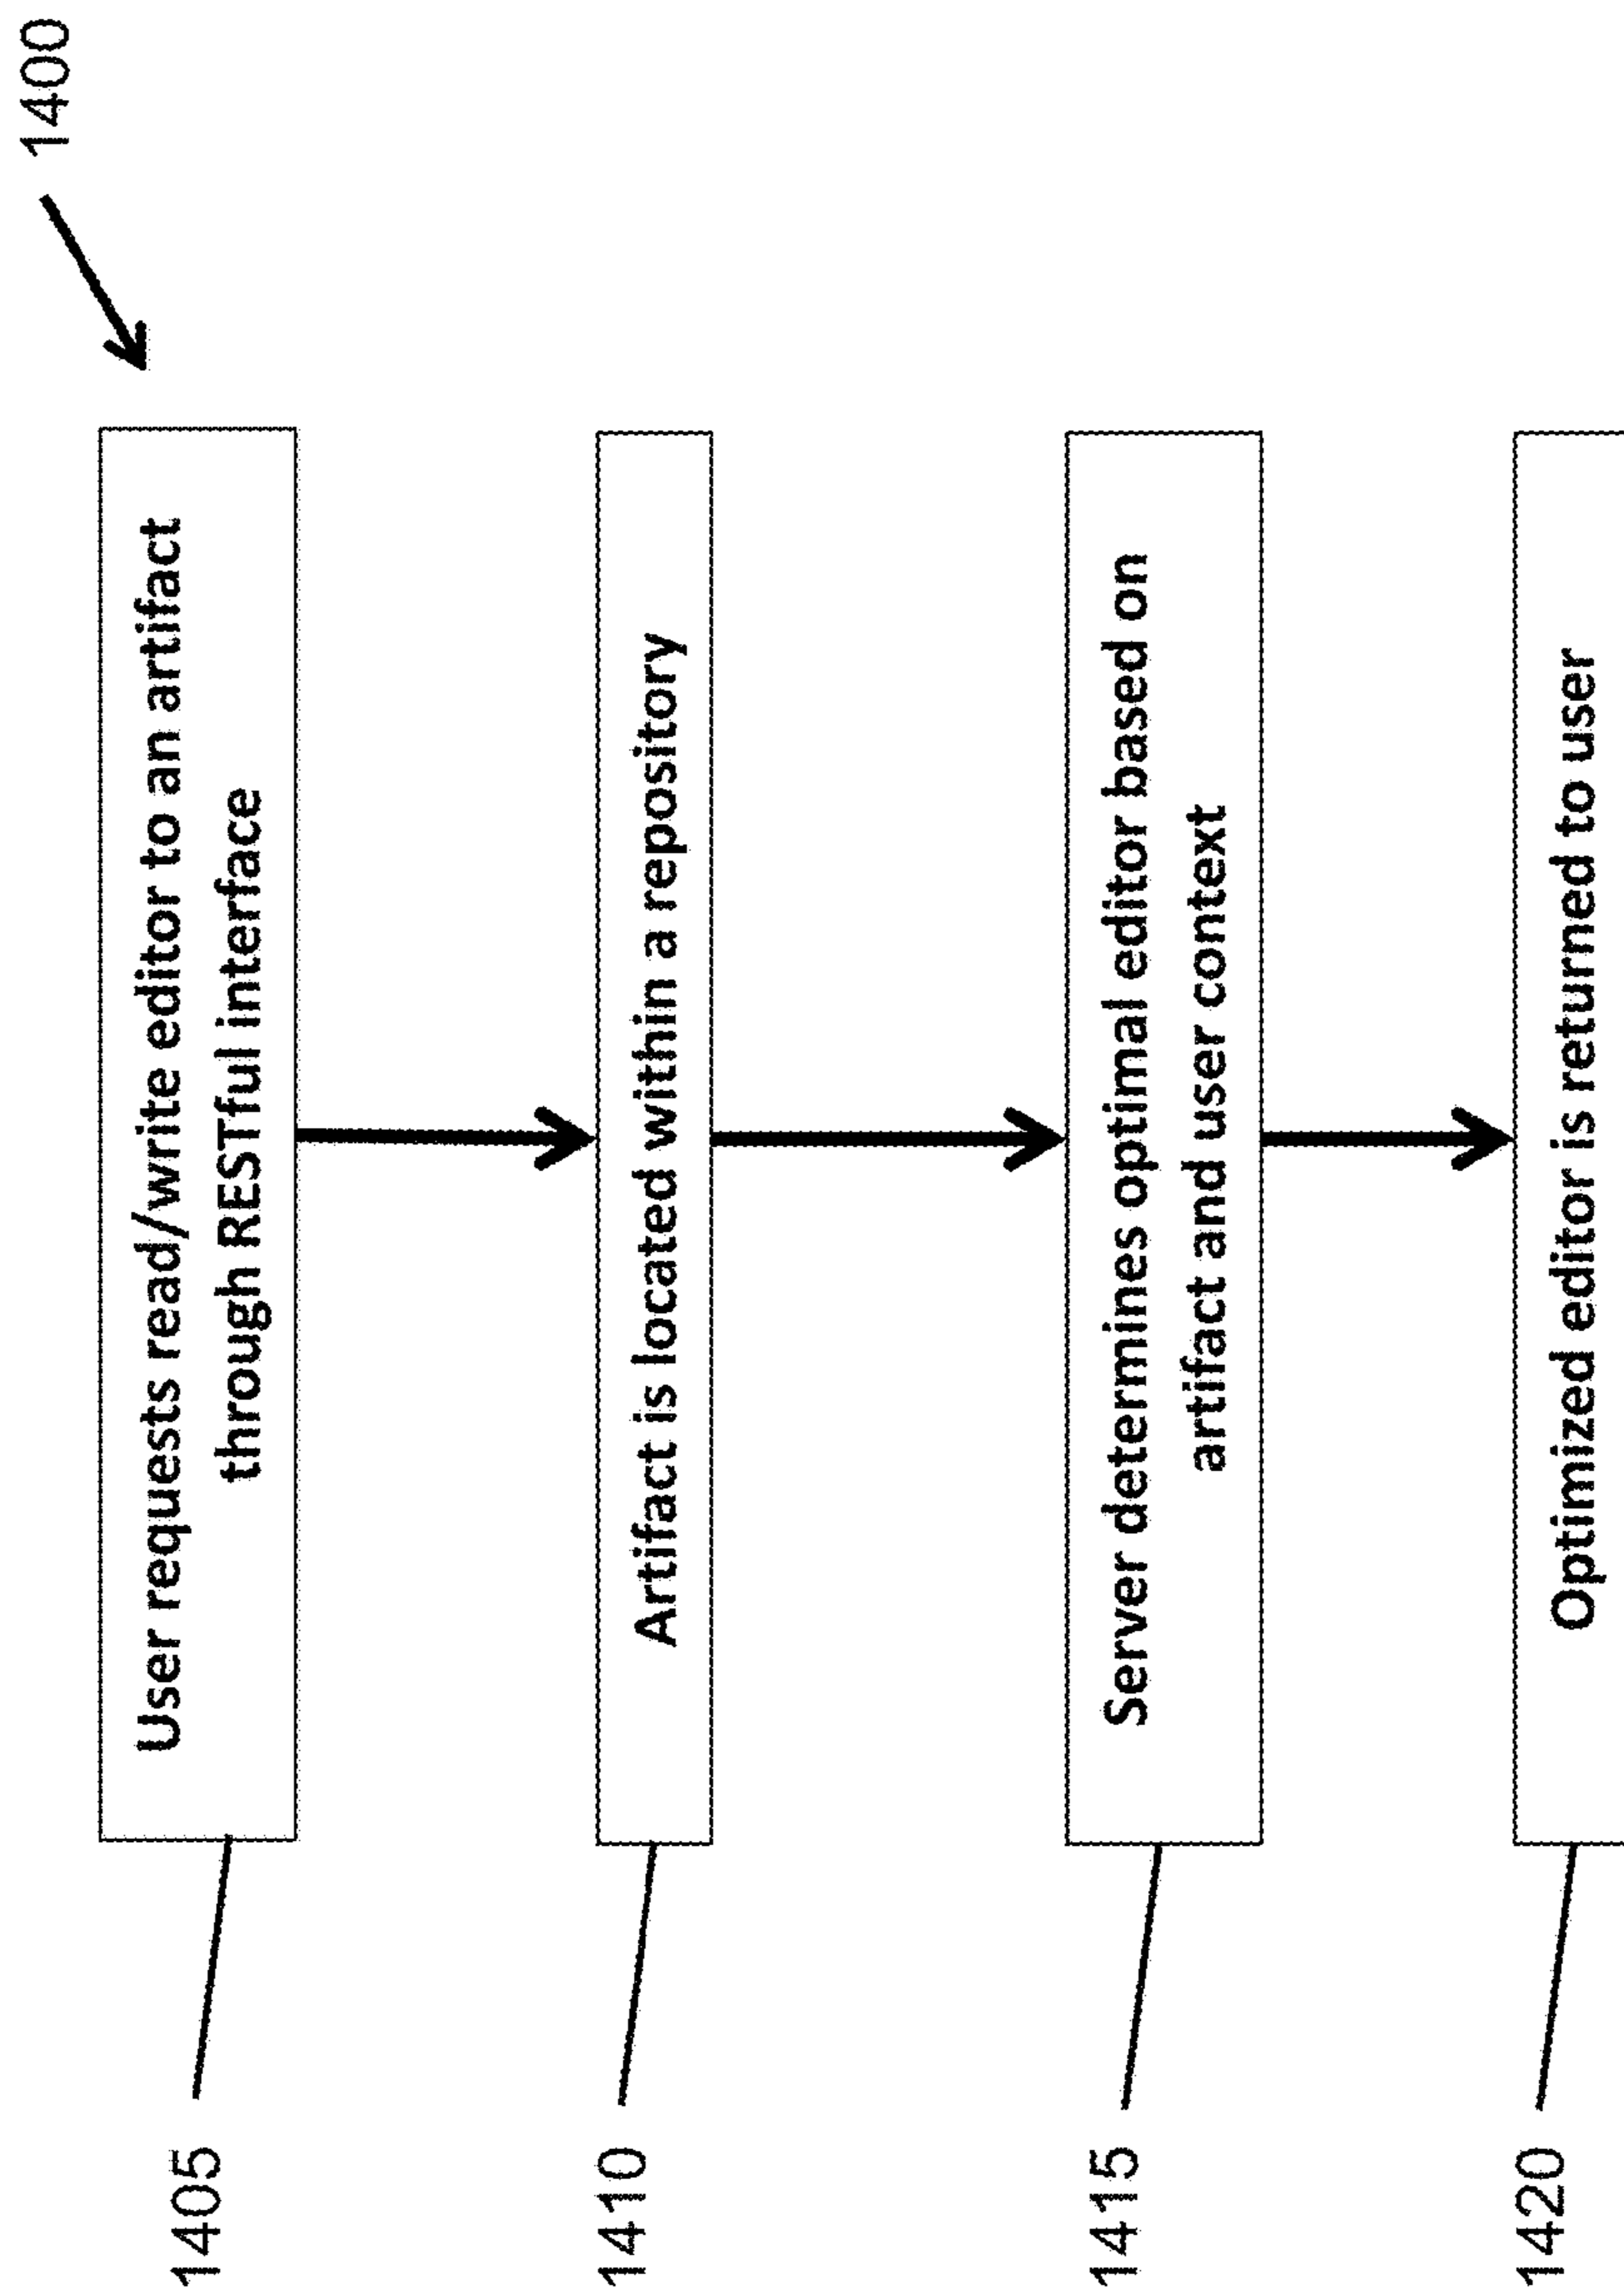 1400
User requests read/write editor to an artifact
through RESTful interface
1405
Artifact is located within a repository
1410
Server determines optimal editor based on
artifact and user context
1415
Optimized editor is returned to user
1420